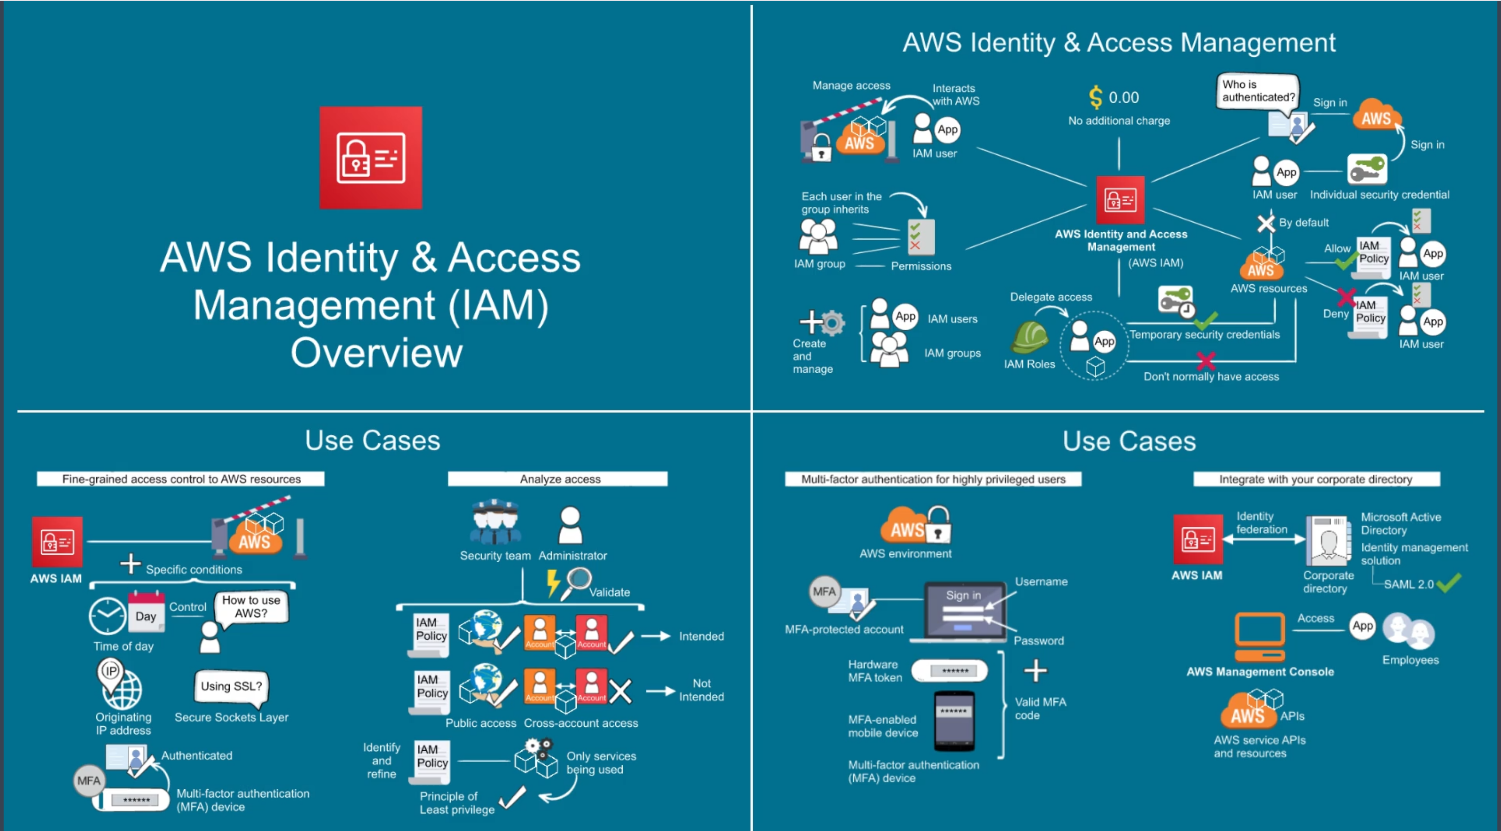 AWS Identity & Access
Management (IAM)
Overview
AWS Identity & Access Management
Manage access
Interacts
with AWS
AWS
App
IAM user
$ 0.00
No additional charge
Who is
authenticated?
Sign in
AWS
Sign in
App
IAM user
Individual security credential
Each user in the
group inherits
IAM group
Permissions
AWS Identity and Access
Management
(AWS IAM)
By default
AWS
AWS resources
Allow
IAM
Policy
App
IAM user
Deny
IAM
Policy
App
IAM user
Create
and
manage
App
IAM users
IAM groups
Delegate access
IAM Roles
App
Temporary security credentials
Don't normally have access
Use Cases
Fine-grained access control to AWS resources
AWS IAM
AWS
Specific conditions
Day
Time of day
Control
How to use
AWS?
IP
Originating
IP address
Using SSL?
Secure Sockets Layer
Authenticated
MFA
******
Multi-factor authentication
(MFA) device
Analyze access
Security team
Administrator
Validate
IAM
Policy
Account
Account
Intended
IAM
Policy
Account
Account
Not
Intended
Public access
Cross-account access
Identify
and
refine
IAM
Policy
Only services
being used
Principle of
Least privilege
Use Cases
Multi-factor authentication for highly privileged users
AWS
AWS environment
MFA
MFA-protected account
Sign in
Username
Password
Hardware
MFA token
******
MFA-enabled
mobile device
******
Multi-factor authentication
(MFA) device
Valid MFA
code
Integrate with your corporate directory
AWS IAM
Identity
federation
Corporate
directory
Microsoft Active
Directory
Identity management
solution
SAML 2.0
AWS Management Console
Access
App
Employees
AWS
APIs
AWS service APIs
and resources